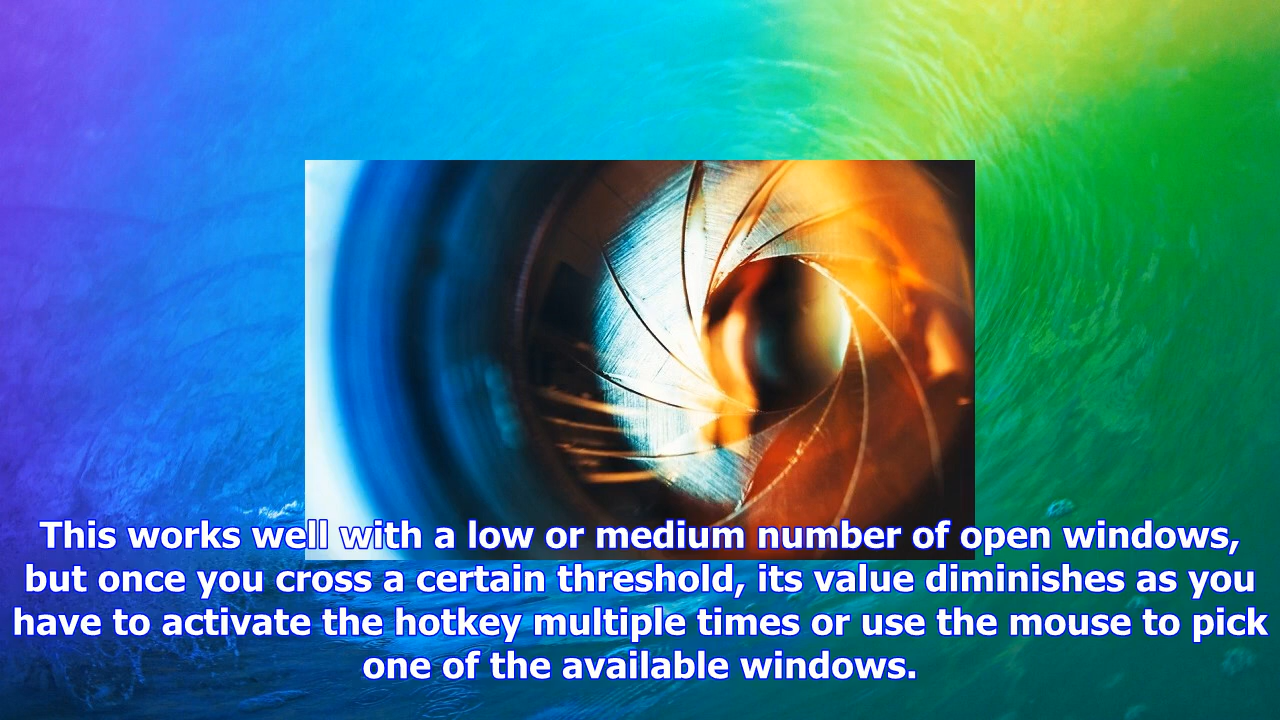 This works well with a low or medium number of open windows,
but once you cross a certain threshold, its value diminishes as you
have to activate the hotkey multiple times or use the mouse to pick
one of the available windows.